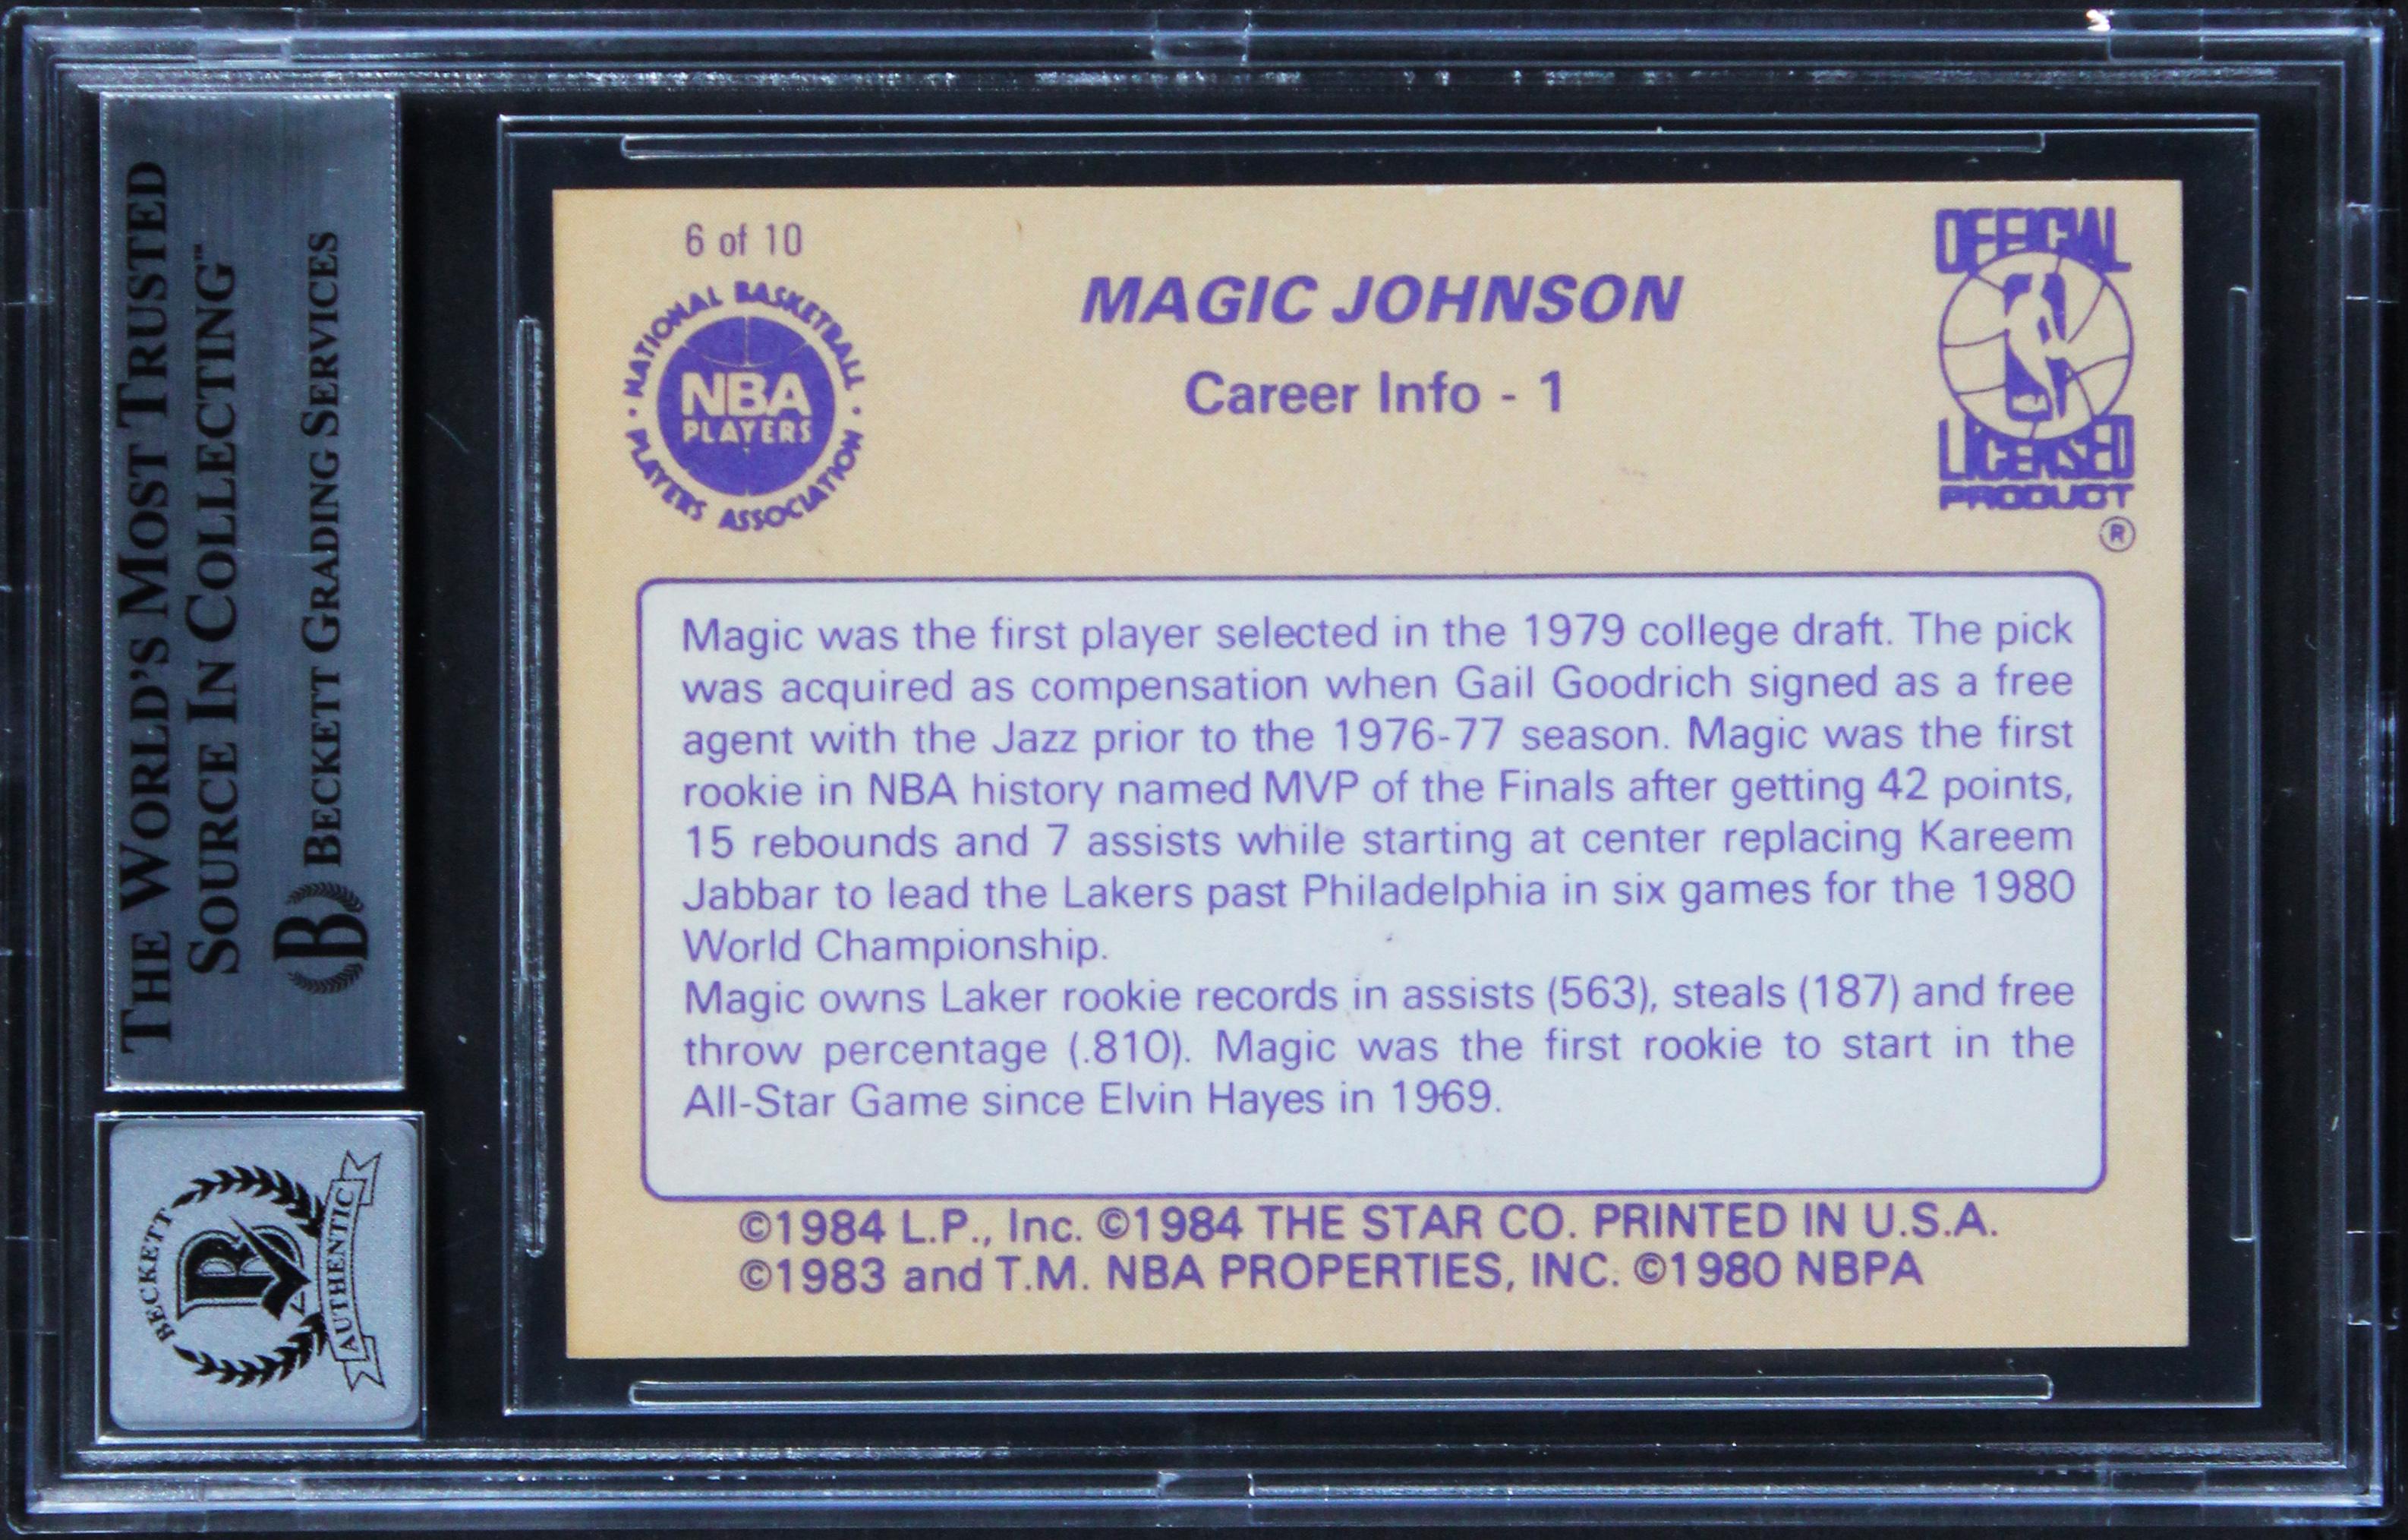 THE WORLD'S MOST TRUSTED
SOURCE IN COLLECTING™
BECKETT GRADING SERVICES
B
BECKETT
B
AUTHENTIC
6 of 10
NATIONAL BASKETBALL
NBA
PLAYERS
PLAYERS ASSOCIATION
MAGIC JOHNSON
Career Info - 1
OFFICIAL
LICENSED
PRODUCT
®
Magic was the first player selected in the 1979 college draft. The pick
was acquired as compensation when Gail Goodrich signed as a free
agent with the Jazz prior to the 1976-77 season. Magic was the first
rookie in NBA history named MVP of the Finals after getting 42 points,
15 rebounds and 7 assists while starting at center replacing Kareem
Jabbar to lead the Lakers past Philadelphia in six games for the 1980
World Championship.
Magic owns Laker rookie records in assists (563), steals (187) and free
throw percentage (.810). Magic was the first rookie to start in the
All-Star Game since Elvin Hayes in 1969.
©1984 L.P., Inc. ©1984 THE STAR CO. PRINTED IN U.S.A.
©1983 and T.M. NBA PROPERTIES, INC. ©1980 NBPA